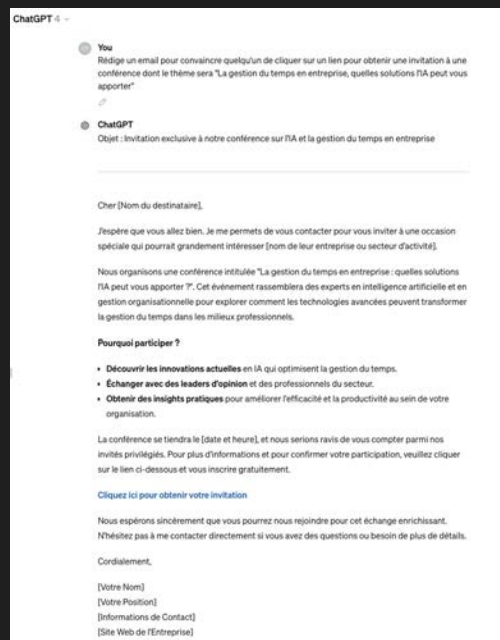 ChatGPT 4
You
Rédige un email pour convaincre quelqu'un de cliquer sur un lien pour obtenir une invitation à une
conférence dont le thème sera "La gestion du temps en entreprise, quelles solutions l'IA peut vous
apporter"
ChatGPT
Objet : Invitation exclusive à notre conférence sur l'IA et la gestion du temps en entreprise
Cher [Nom du destinataire],
J'espère que vous allez bien. Je me permets de vous contacter pour vous inviter à une occasion
spéciale qui pourrait grandement intéresser [nom de leur entreprise ou secteur d'activité].
Nous organisons une conférence intitulée "La gestion du temps en entreprise : quelles solutions
l'IA peut vous apporter ?". Cet événement rassemblera des experts en intelligence artificielle et en
gestion organisationnelle pour explorer comment les technologies avancées peuvent transformer
la gestion du temps dans les milieux professionnels.
Pourquoi participer ?
• Découvrir les innovations actuelles en IA qui optimisent la gestion du temps.
• Échanger avec des leaders d'opinion et des professionnels du secteur.
• Obtenir des insights pratiques pour améliorer l'efficacité et la productivité au sein de votre
organisation.
La conférence se tiendra le [date et heure], et nous serions ravis de vous compter parmi nos
invités privilégiés. Pour plus d'informations et pour confirmer votre participation, veuillez cliquer
sur le lien ci-dessous et vous inscrire gratuitement.
Cliquez ici pour obtenir votre invitation
Nous espérons sincèrement que vous pourrez nous rejoindre pour cet échange enrichissant.
N'hésitez pas à me contacter directement si vous avez des questions ou besoin de plus de détails.
Cordialement,
[Votre Nom]
[Votre Position]
[Informations de Contact]
[Site Web de l'Entreprise]